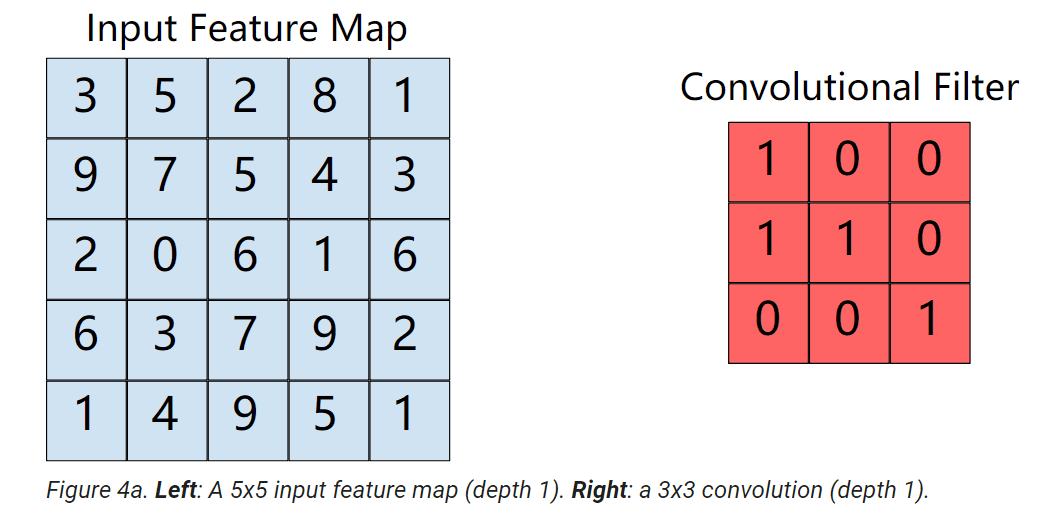 Input Feature Map
3 5 2 8 1
9 7 5 4 3
2 0 6 1 6
6 3 7 9 2
1 4 9 5 1
Convolutional Filter
1 0 0
1 1 0
0 0 1
Figure 4a. Left: A 5x5 input feature map (depth 1). Right: a 3x3 convolution (depth 1).